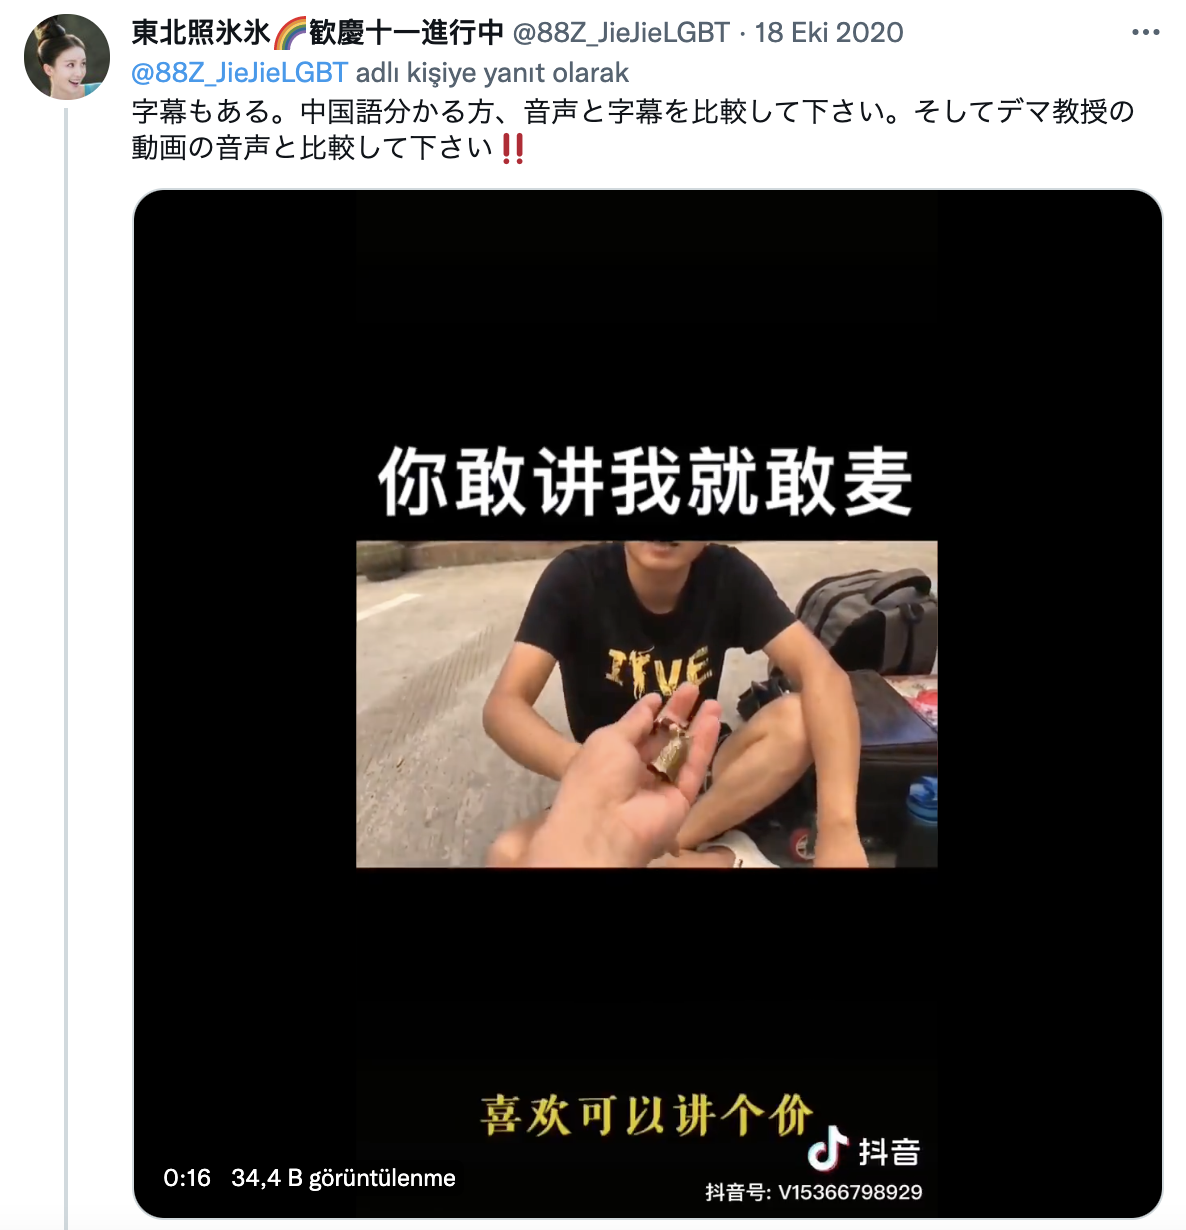 東北照氷氷🌈歓慶十一進行中 @88Z_JieJieLGBT · 18 Eki 2020
@88Z_JieJieLGBT adlı kişiye yanıt olarak
字幕もある。中国語分かる方、音声と字幕を比較して下さい。そしてデマ教授の
動画の音声と比較して下さい‼️
你敢讲我就敢麦
喜欢可以讲个价
抖音
0:16 34,4 B görüntülenme
抖音号: V15366798929